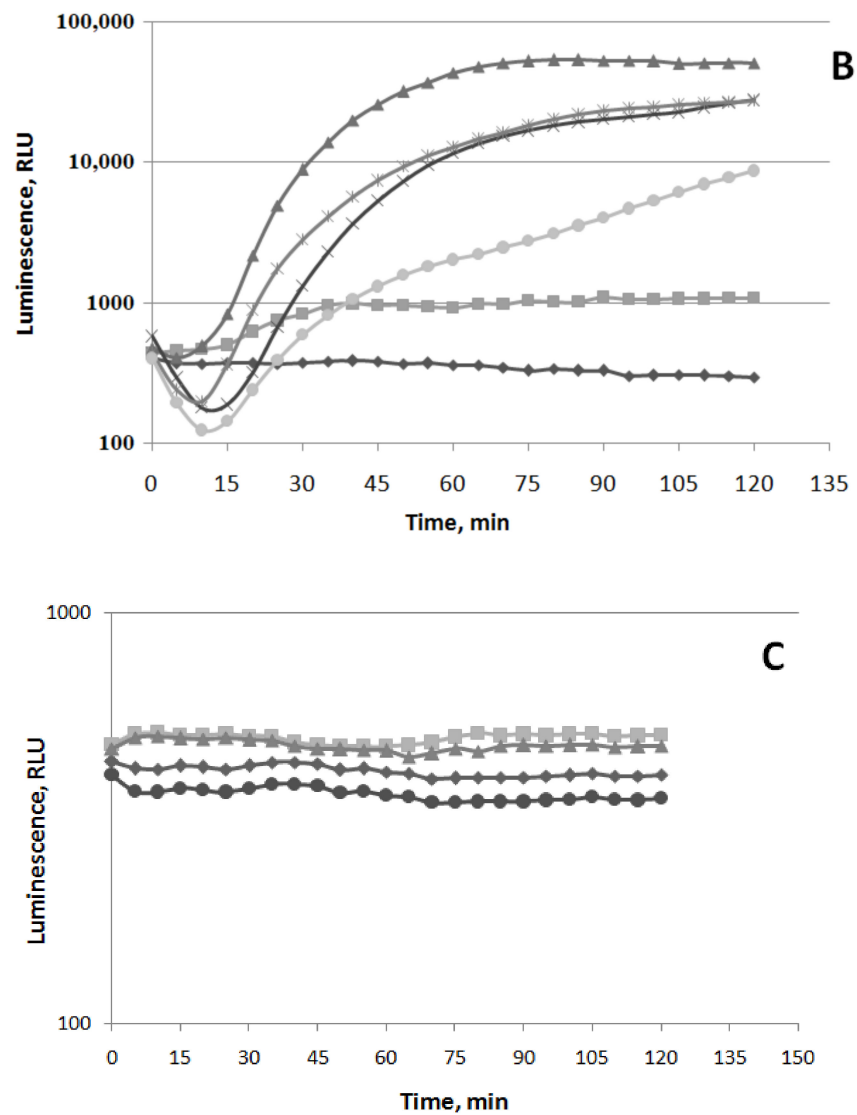 100,000
B
10,000
1000
100
Luminescence, RLU
0 15 30 45 60 75 90 105 120 135
Time, min
1000
C
100
Luminescence, RLU
0 15 30 45 60 75 90 105 120 135 150
Time, min